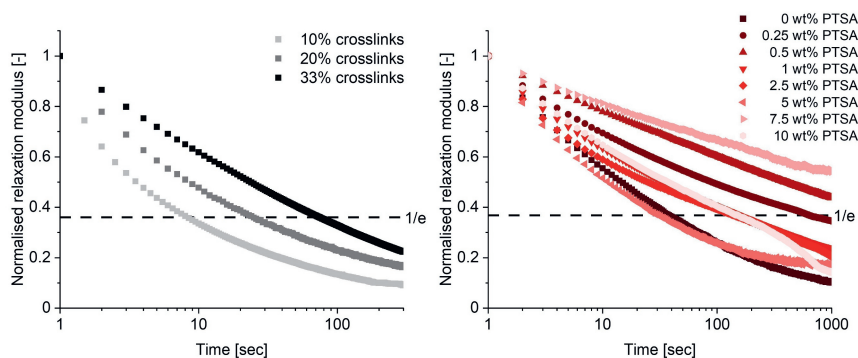 Normalised relaxation modulus [-]
1
0.8
0.6
0.4
0.2
0
1
10
100
Time [sec]
10% crosslinks
20% crosslinks
33% crosslinks
1/e
Normalised relaxation modulus [-]
1
0.8
0.6
0.4
0.2
0
1
10
100
1000
Time [sec]
0 wt% PTSA
0.25 wt% PTSA
0.5 wt% PTSA
1 wt% PTSA
2.5 wt% PTSA
5 wt% PTSA
7.5 wt% PTSA
10 wt% PTSA
1/e